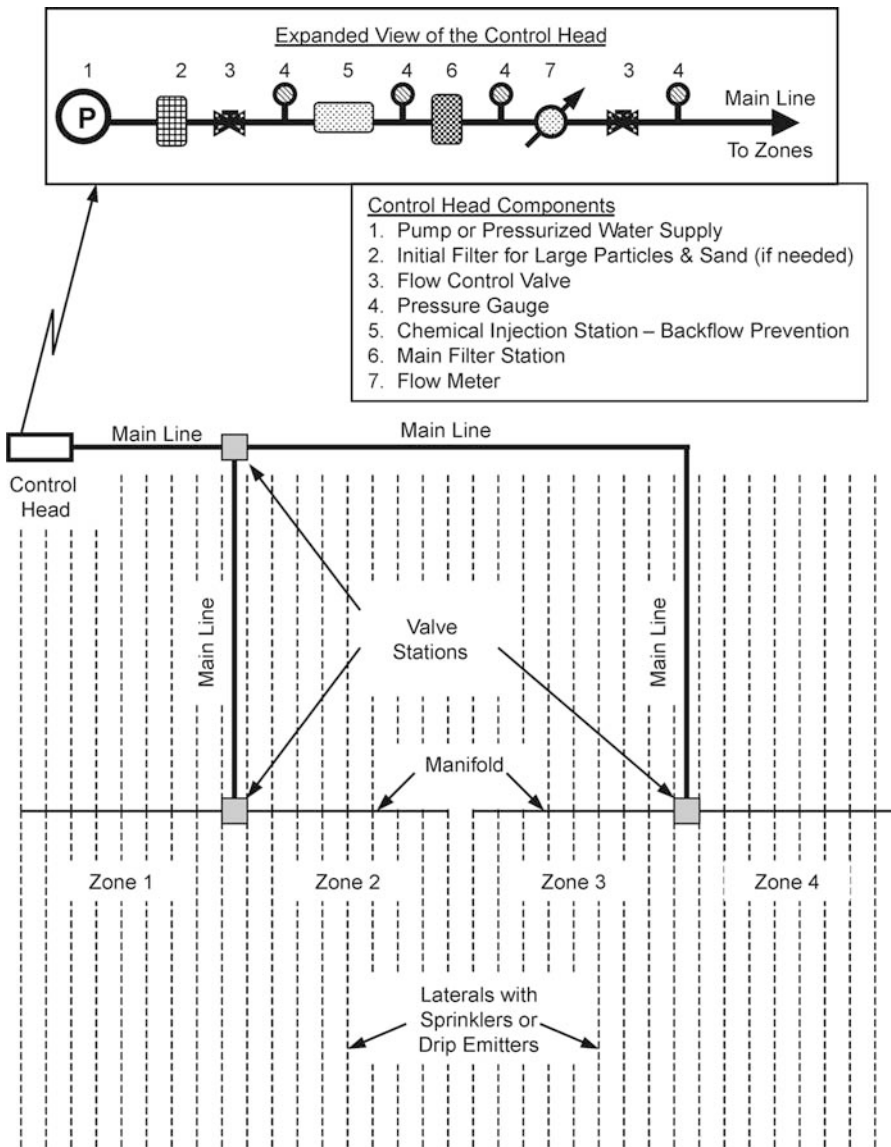 Expanded View of the Control Head
1 2 3 4 5 4 6 4 7 3 4
P
Main Line
To Zones
Control Head Components
1. Pump or Pressurized Water Supply
2. Initial Filter for Large Particles & Sand (if needed)
3. Flow Control Valve
4. Pressure Gauge
5. Chemical Injection Station – Backflow Prevention
6. Main Filter Station
7. Flow Meter
Main Line
Main Line
Control
Head
Main Line
Valve
Stations
Main Line
Manifold
Zone 1
Zone 2
Zone 3
Zone 4
Laterals with
Sprinklers or
Drip Emitters